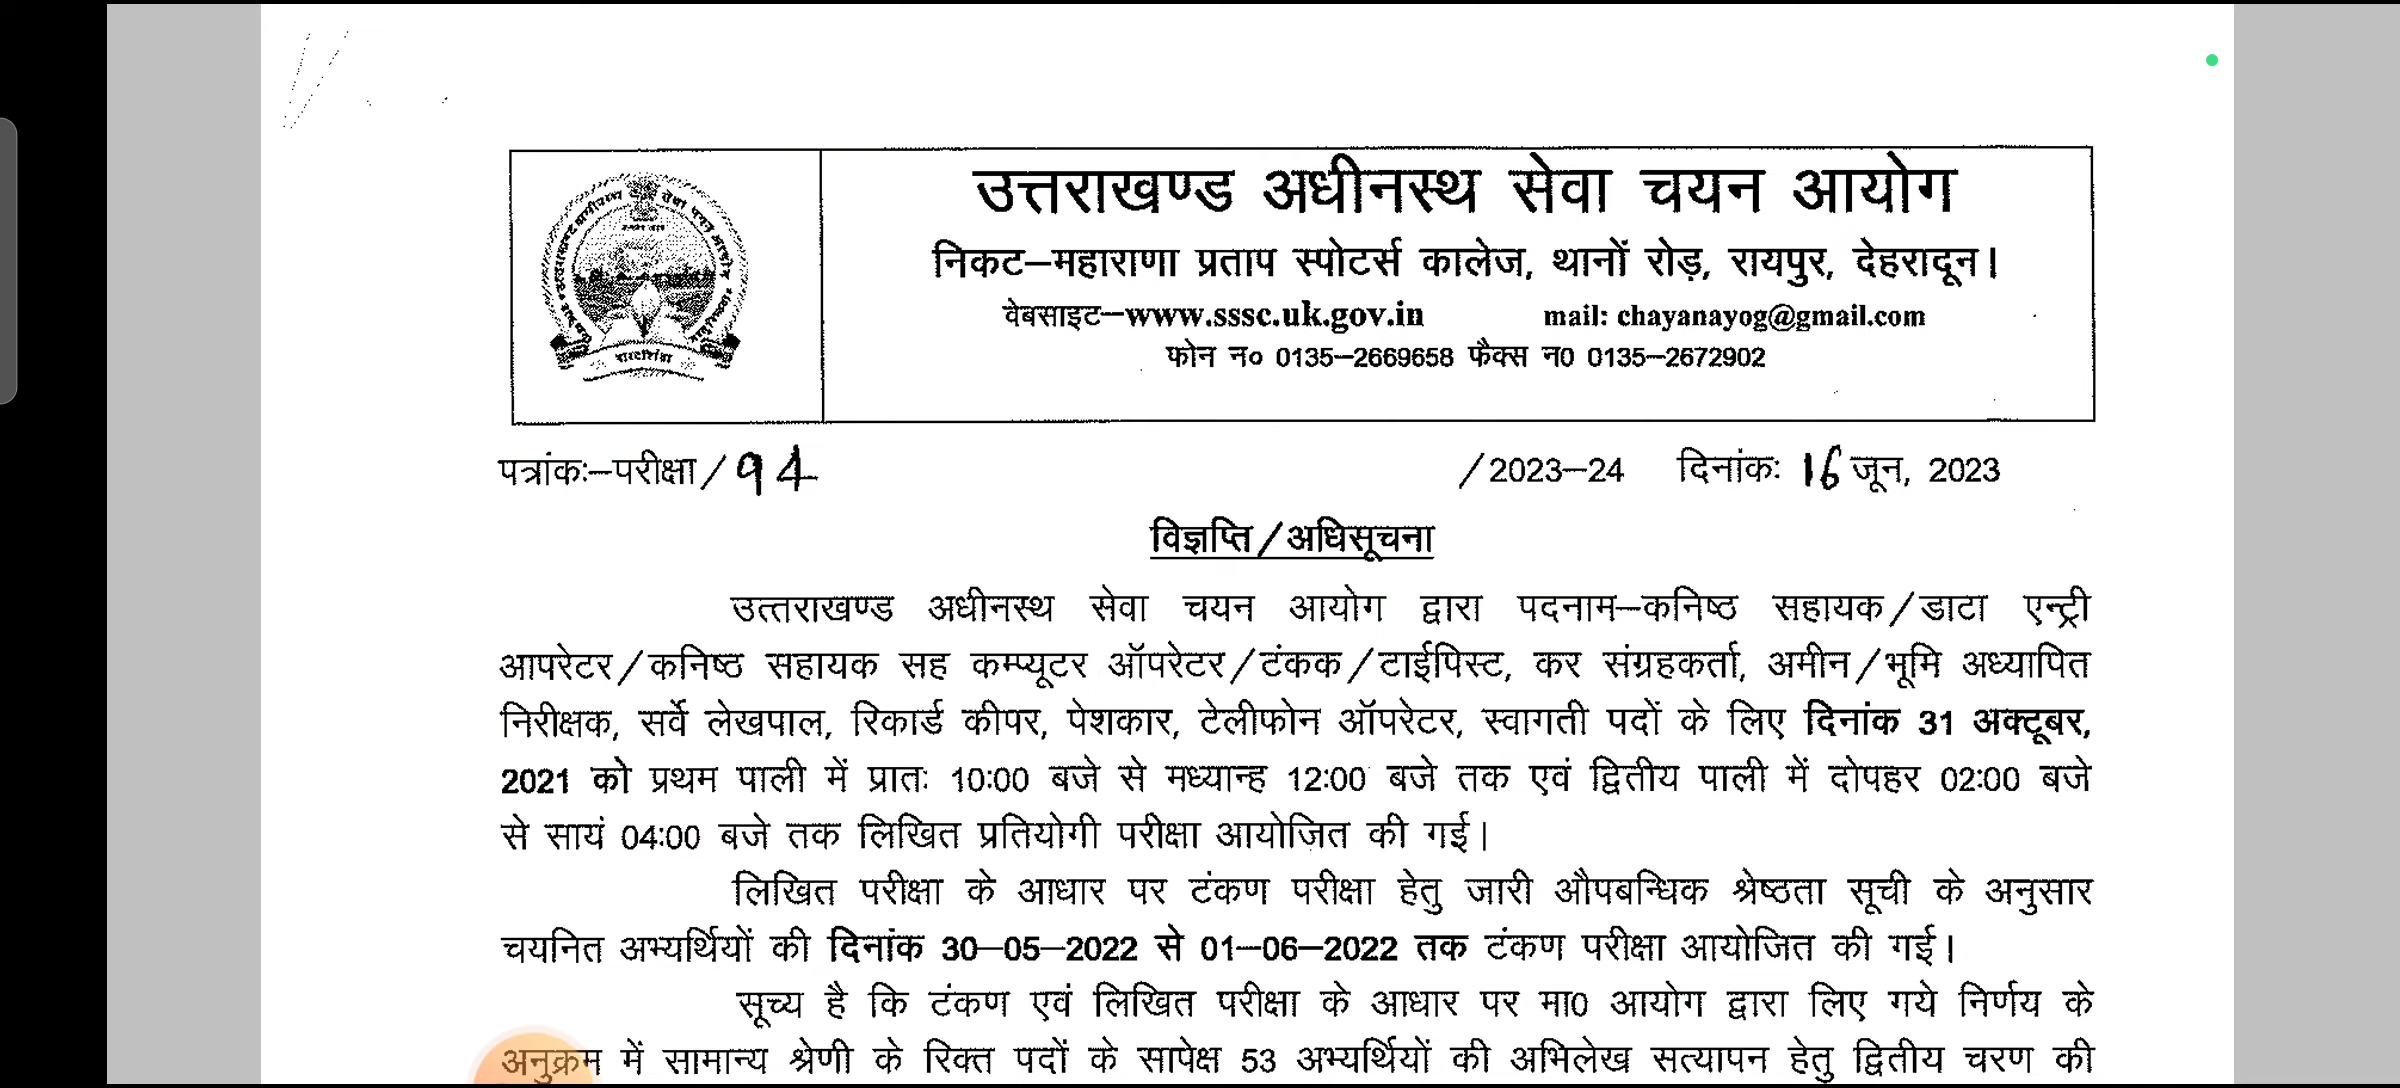 उत्तराखण्ड अधीनस्थ सेवा चयन आयोग
निकट–महाराणा प्रताप स्पोटर्स कालेज, थानों रोड़, रायपुर, देहरादून।
वेबसाइट–www.sssc.uk.gov.in mail: chayanayog@gmail.com
फोन न० 0135–2669658 फैक्स न0 0135–2672902
पत्रांकः–परीक्षा/94 /2023–24 दिनांकः 16 जून, 2023
विज्ञप्ति/अधिसूचना
उत्तराखण्ड अधीनस्थ सेवा चयन आयोग द्वारा पदनाम–कनिष्ठ सहायक/डाटा एन्ट्री
आपरेटर/कनिष्ठ सहायक सह कम्प्यूटर ऑपरेटर/टंकक/टाईपिस्ट, कर संग्रहकर्ता, अमीन/भूमि अध्यापित
निरीक्षक, सर्वे लेखपाल, रिकार्ड कीपर, पेशकार, टेलीफोन ऑपरेटर, स्वागती पदों के लिए दिनांक 31 अक्टूबर,
2021 को प्रथम पाली में प्रातः 10:00 बजे से मध्यान्ह 12:00 बजे तक एवं द्वितीय पाली में दोपहर 02:00 बजे
से सायं 04:00 बजे तक लिखित प्रतियोगी परीक्षा आयोजित की गई।
लिखित परीक्षा के आधार पर टंकण परीक्षा हेतु जारी औपबन्धिक श्रेष्ठता सूची के अनुसार
चयनित अभ्यर्थियों की दिनांक 30–05–2022 से 01–06–2022 तक टंकण परीक्षा आयोजित की गई।
सूच्य है कि टंकण एवं लिखित परीक्षा के आधार पर मा0 आयोग द्वारा लिए गये निर्णय के
अनुक्रम में सामान्य श्रेणी के रिक्त पदों के सापेक्ष 53 अभ्यर्थियों की अभिलेख सत्यापन हेतु द्वितीय चरण की